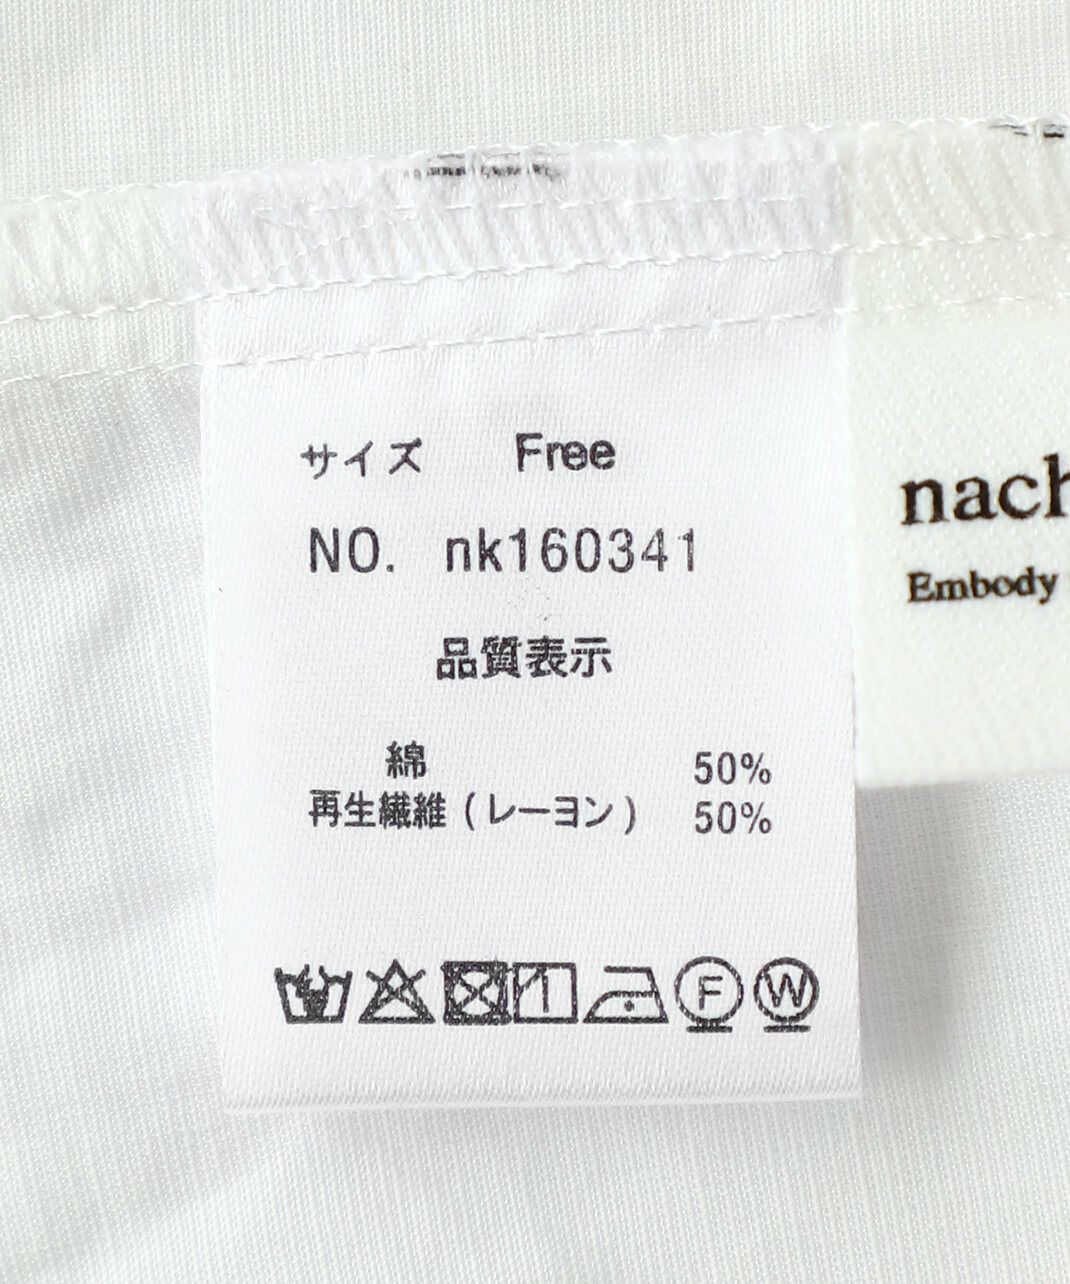 サイズ Free
NO. nk160341
品質表示
綿 50%
再生繊維(レーヨン) 50%
F W
nach
Embody